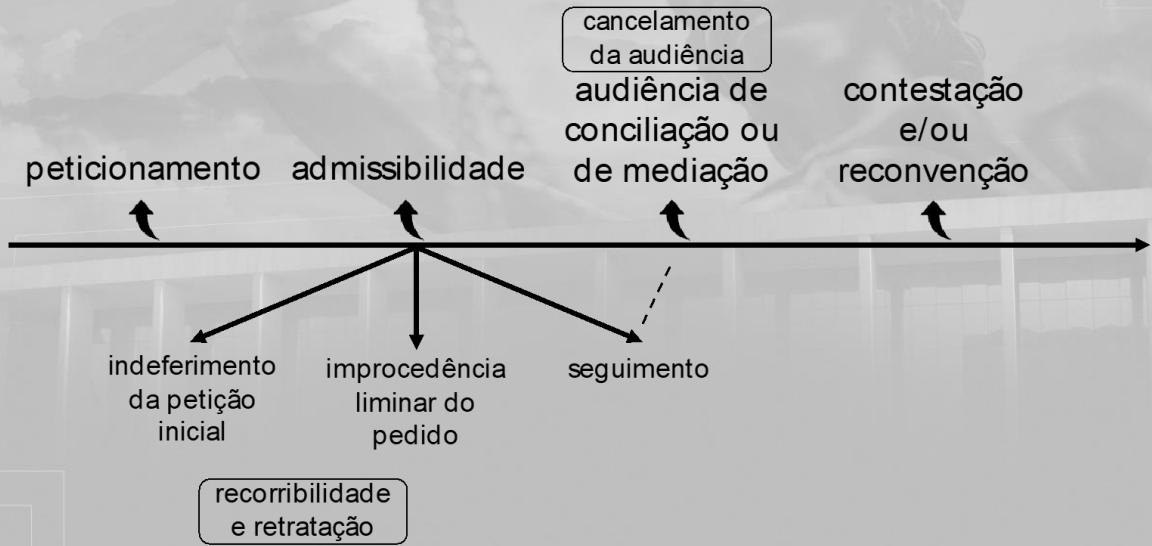 cancelamento
da audiência
peticionamento
admissibilidade
audiência de
conciliação ou
de mediação
contestação
e/ou
reconvenção
indeferimento
da petição
inicial
improcedência
liminar do
pedido
seguimento
recorribilidade
e retratação